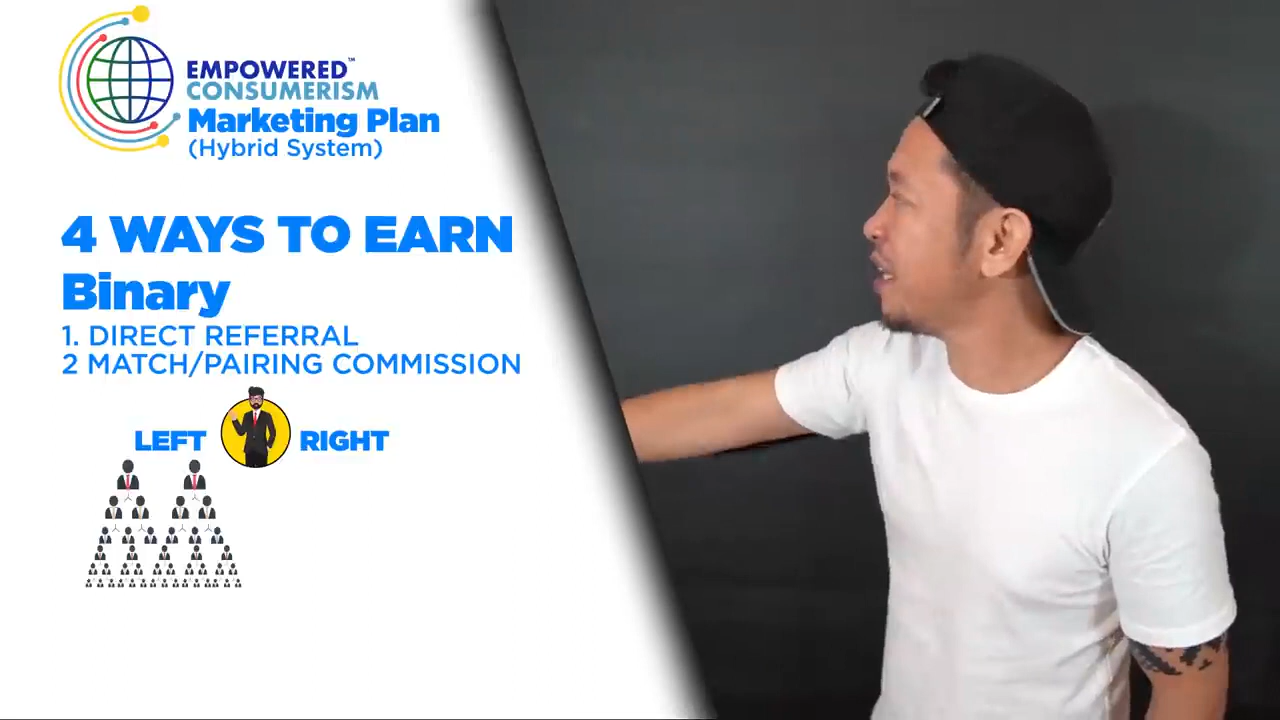 EMPOWERED™
CONSUMERISM
Marketing Plan
(Hybrid System)
4 WAYS TO EARN
Binary
1. DIRECT REFERRAL
2 MATCH/PAIRING COMMISSION
LEFT RIGHT